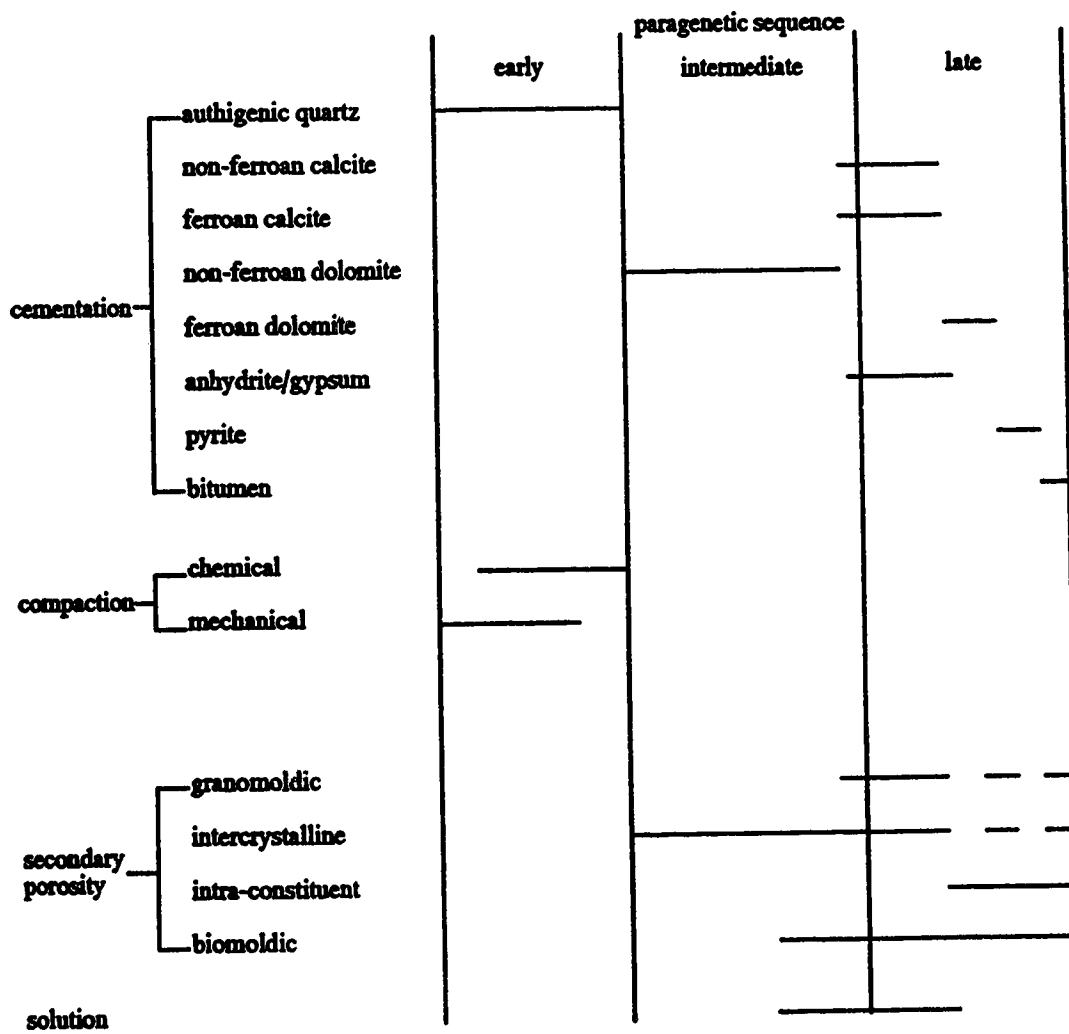 paragenetic sequence
early
intermediate
late
authigenic quartz
non-ferroan calcite
ferroan calcite
non-ferroan dolomite
cementation
ferroan dolomite
anhydrite/gypsum
pyrite
bitumen
chemical
compaction
mechanical
granomoldic
intercrystalline
secondary
porosity
intra-constituent
biomoldic
solution